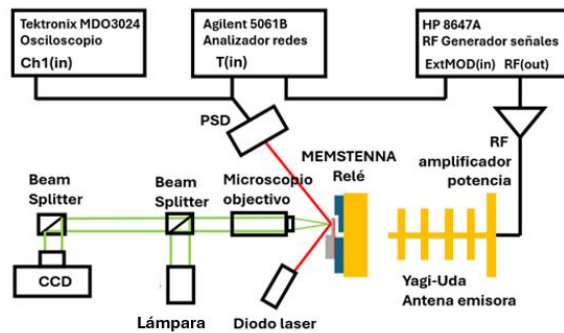 Tektronix MDO3024
Osciloscopio
Ch1(in)
Agilent 5061B
Analizador redes
T(in)
HP 8647A
RF Generador señales
ExtMOD(in) RF(out)
PSD
MEMSTENNA
Relé
RF
amplificador
potencia
Beam
Splitter
Beam
Splitter
Microscopio
objectivo
CCD
Lámpara
Diodo laser
Yagi-Uda
Antena emisora